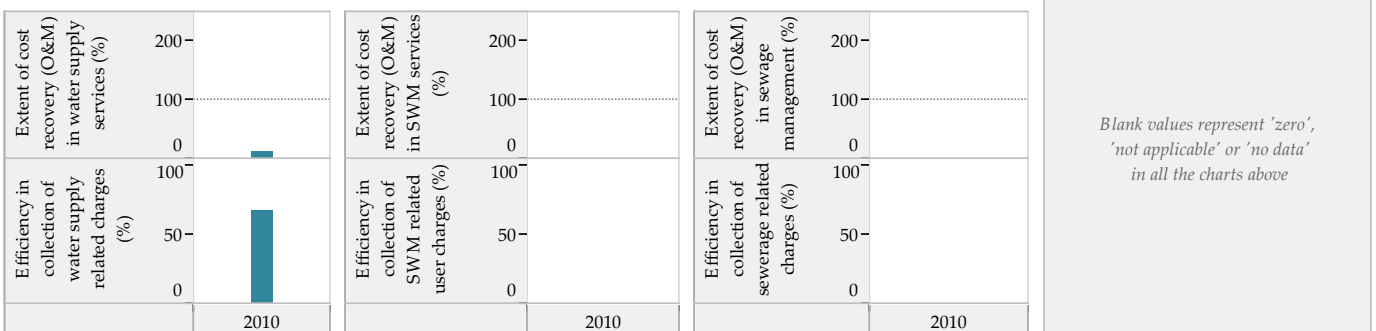 Extent of cost
recovery (O&M)
in water supply
services (%)
200
100
0
Efficiency in
collection of
water supply
related charges
(%)
100
50
0
2010
Extent of cost
recovery (O&M)
in SWM services
(%)
200
100
0
Efficiency in
collection of
SWM related
user charges (%)
100
50
0
2010
Extent of cost
recovery (O&M)
in sewage
management (%)
200
100
0
Efficiency in
collection of
sewerage related
charges (%)
100
50
0
2010
Blank values represent 'zero',
'not applicable' or 'no data'
in all the charts above